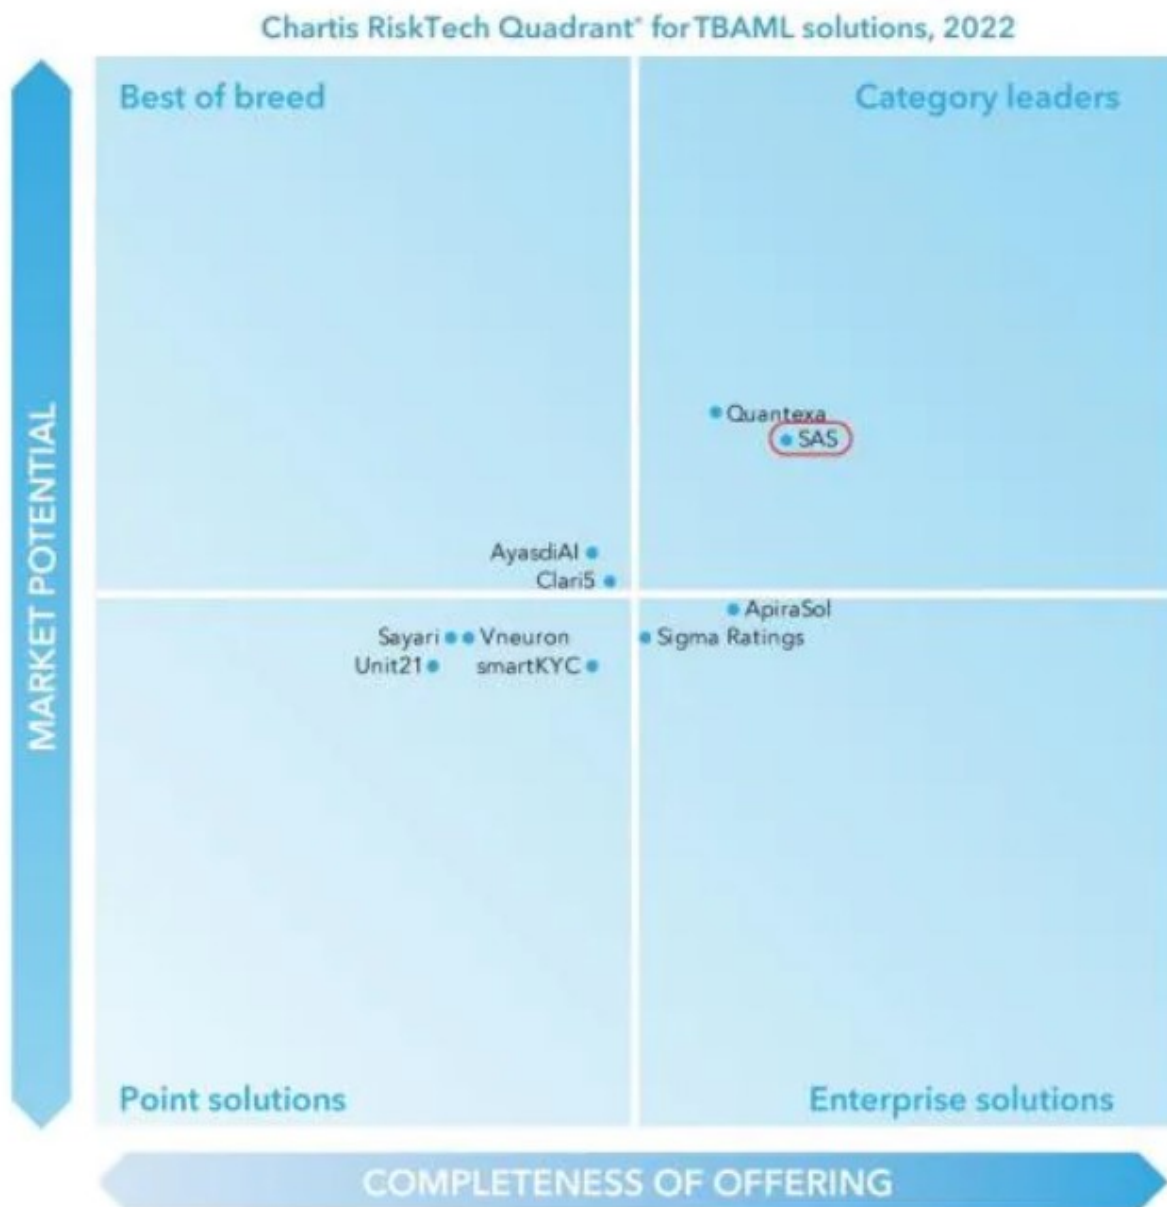 Chartis RiskTech Quadrant® for TBAML solutions, 2022
Best of breed
Category leaders
Quantexa
SAS
AyasdiAI
Clari5
ApiraSol
Sayari
Vneuron
Sigma Ratings
Unit21
smartKYC
MARKET POTENTIAL
Point solutions
Enterprise solutions
COMPLETENESS OF OFFERING